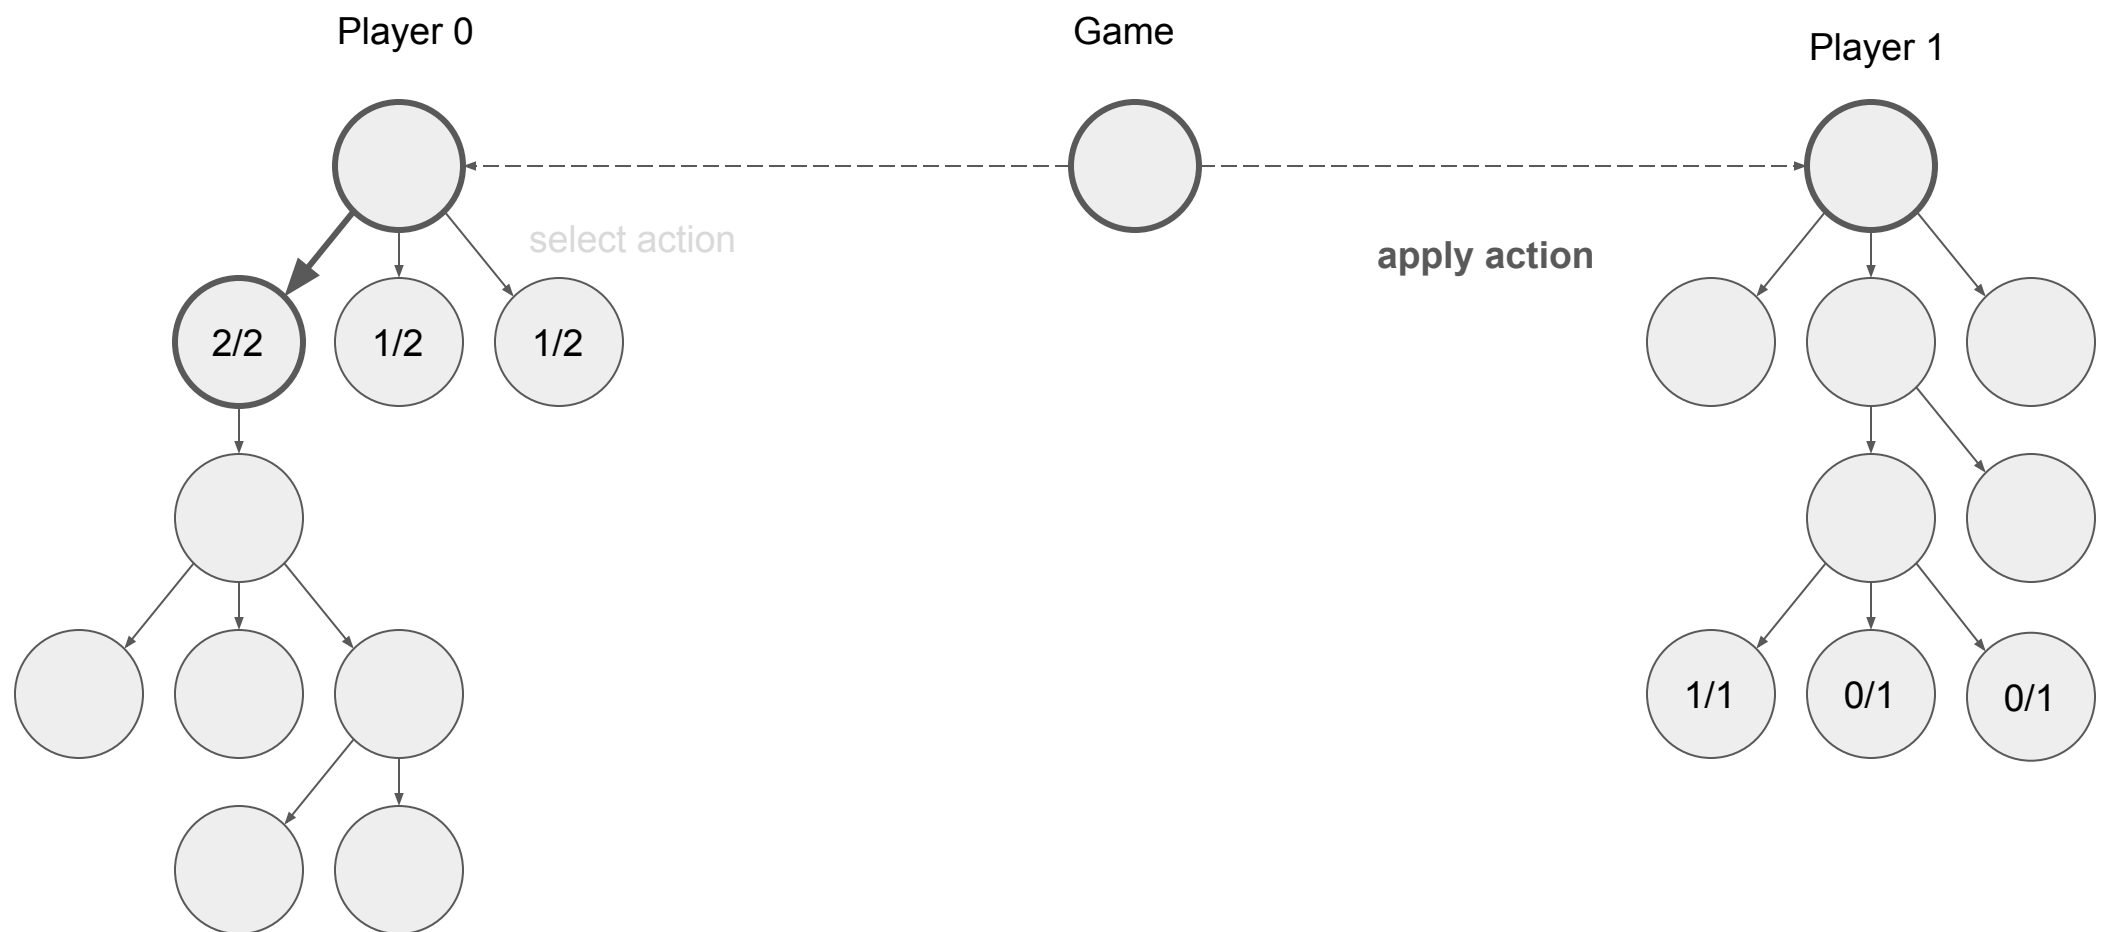 Player 0
Game
Player 1
select action
apply action
2/2
1/2
1/2
1/1
0/1
0/1